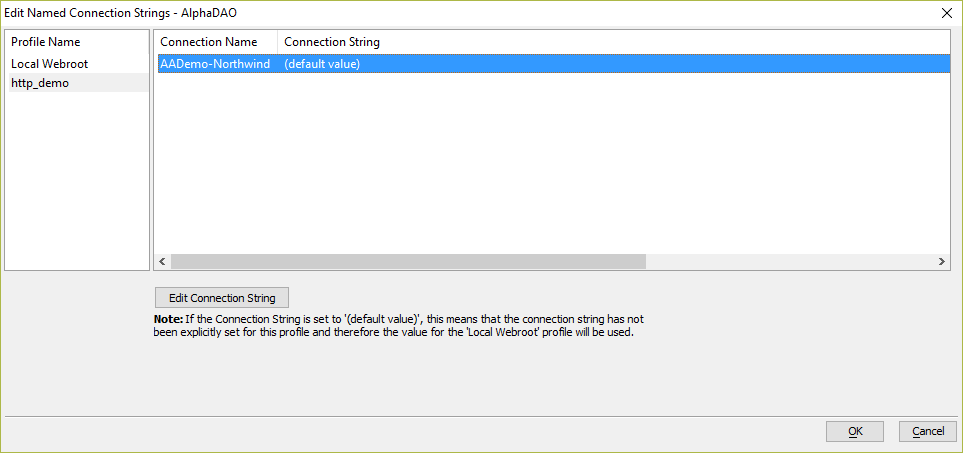 Edit Named Connection Strings - AlphaDAO
Profile Name
Local Webroot
http_demo
Connection Name Connection String
AADemo-Northwind (default value)
Edit Connection String
Note: If the Connection String is set to '(default value)', this means that the connection string has not
been explicitly set for this profile and therefore the value for the 'Local Webroot' profile will be used.
OK Cancel